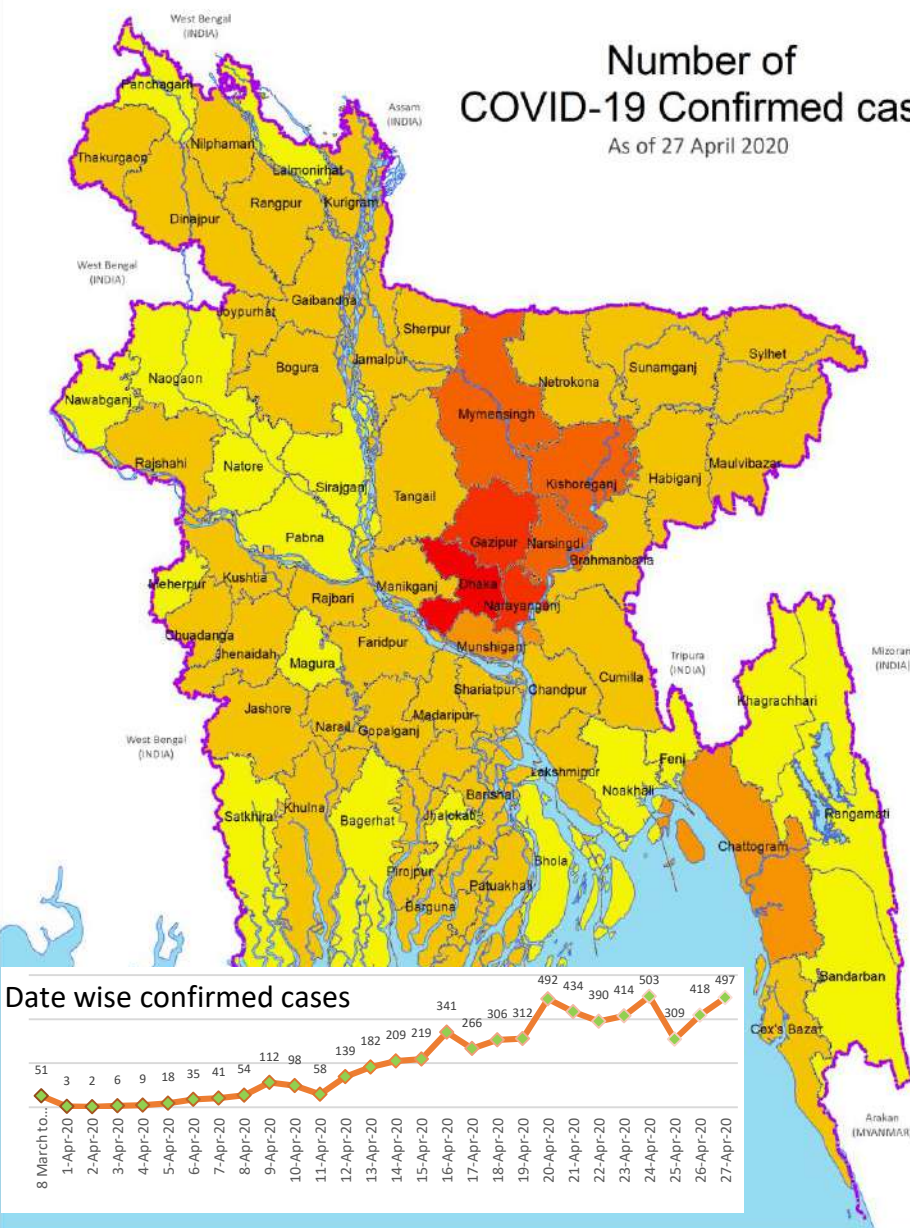 West Bengal
(INDIA)
Number of
COVID-19 Confirmed cas
As of 27 April 2020
Panchagarh
Assam
(INDIA)
Nilphamari
Thakurgaon
Lalmonirhat
Rangpur
Kurigram
Dinajpur
West Bengal
(INDIA)
Gaibandha
Joypurhat
Sherpur
Jamalpur
Bogura
Sunamganj
Sylhet
Netrokona
Naogaon
Nawabganj
Mymensingh
Rajshahi
Natore
Maulvibazar
Habiganj
Kishoreganj
Sirajganj
Tangail
Pabna
Gazipur
Narsingdi
Brahmanbaria
Meherpur
Kushtia
Manikganj
Dhaka
Rajbari
Narayanganj
Chuadanga
Faridpur
Munshiganj
Jhenaidah
Magura
Tripura
(INDIA)
Mizoram
(INDIA)
Cumilla
Shariatpur
Chandpur
Khagrachhari
Jashore
Madaripur
Narail
Gopalganj
West Bengal
(INDIA)
Feni
Lakshmipur
Noakhali
Barishal
Satkhira
Khulna
Bagerhat
Jhalokati
Rangamati
Chattogram
Bhola
Pirojpur
Patuakhali
Barguna
Bandarban
Cox's Bazar
Arakan
(MYANMAR
Date wise confirmed cases
51 3 2 6 9 18 35 41 54 112 98 58 139 182 209 219 341 266 306 312 492 434 390 414 503 309 418 497
8 March to...
1-Apr-20
2-Apr-20
3-Apr-20
4-Apr-20
5-Apr-20
6-Apr-20
7-Apr-20
8-Apr-20
9-Apr-20
10-Apr-20
11-Apr-20
12-Apr-20
13-Apr-20
14-Apr-20
15-Apr-20
16-Apr-20
17-Apr-20
18-Apr-20
19-Apr-20
20-Apr-20
21-Apr-20
22-Apr-20
23-Apr-20
24-Apr-20
25-Apr-20
26-Apr-20
27-Apr-20